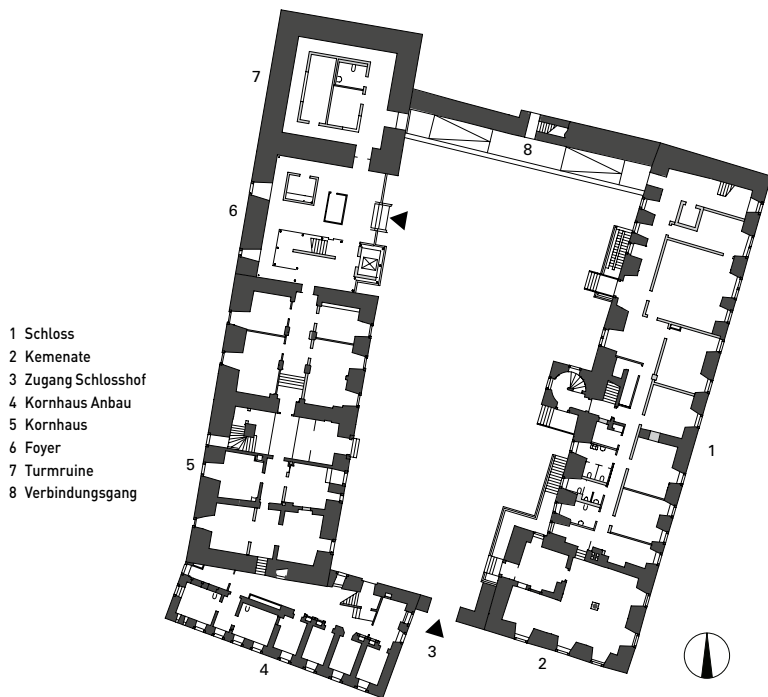 7
8
6
1 Schloss
2 Kemenate
3 Zugang Schlosshof
4 Kornhaus Anbau
5 Kornhaus
6 Foyer
7 Turmruine
8 Verbindungsgang
1
5
3
2
4